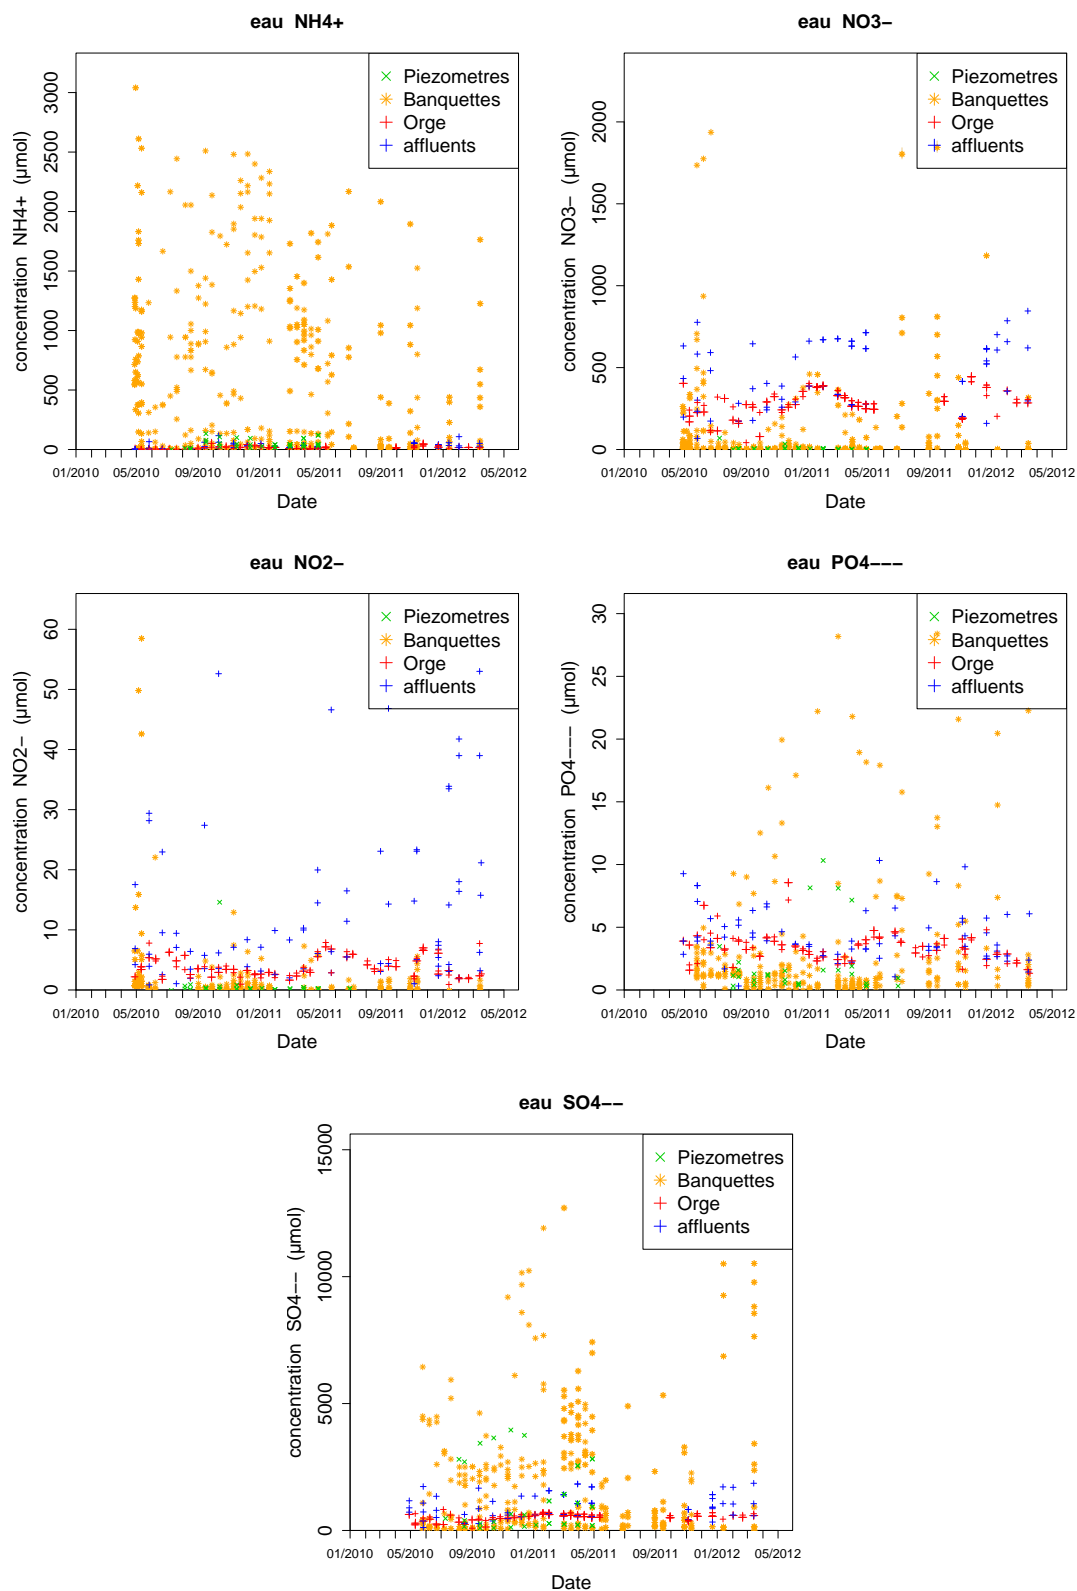 eau NH4+
concentration NH4+ (µmol)
0 500 1000 1500 2000 2500 3000
01/2010 05/2010 09/2010 01/2011 05/2011 09/2011 01/2012 05/2012
Date
Piezometres
Banquettes
Orge
affluents
eau NO3−
concentration NO3− (µmol)
0 500 1000 1500 2000
01/2010 05/2010 09/2010 01/2011 05/2011 09/2011 01/2012 05/2012
Date
Piezometres
Banquettes
Orge
affluents
eau NO2−
concentration NO2− (µmol)
0 10 20 30 40 50 60
01/2010 05/2010 09/2010 01/2011 05/2011 09/2011 01/2012 05/2012
Date
Piezometres
Banquettes
Orge
affluents
eau PO4−−−
concentration PO4−−− (µmol)
0 5 10 15 20 25 30
01/2010 05/2010 09/2010 01/2011 05/2011 09/2011 01/2012 05/2012
Date
Piezometres
Banquettes
Orge
affluents
eau SO4−−
concentration SO4−− (µmol)
0 5000 10000 15000
01/2010 05/2010 09/2010 01/2011 05/2011 09/2011 01/2012 05/2012
Date
Piezometres
Banquettes
Orge
affluents